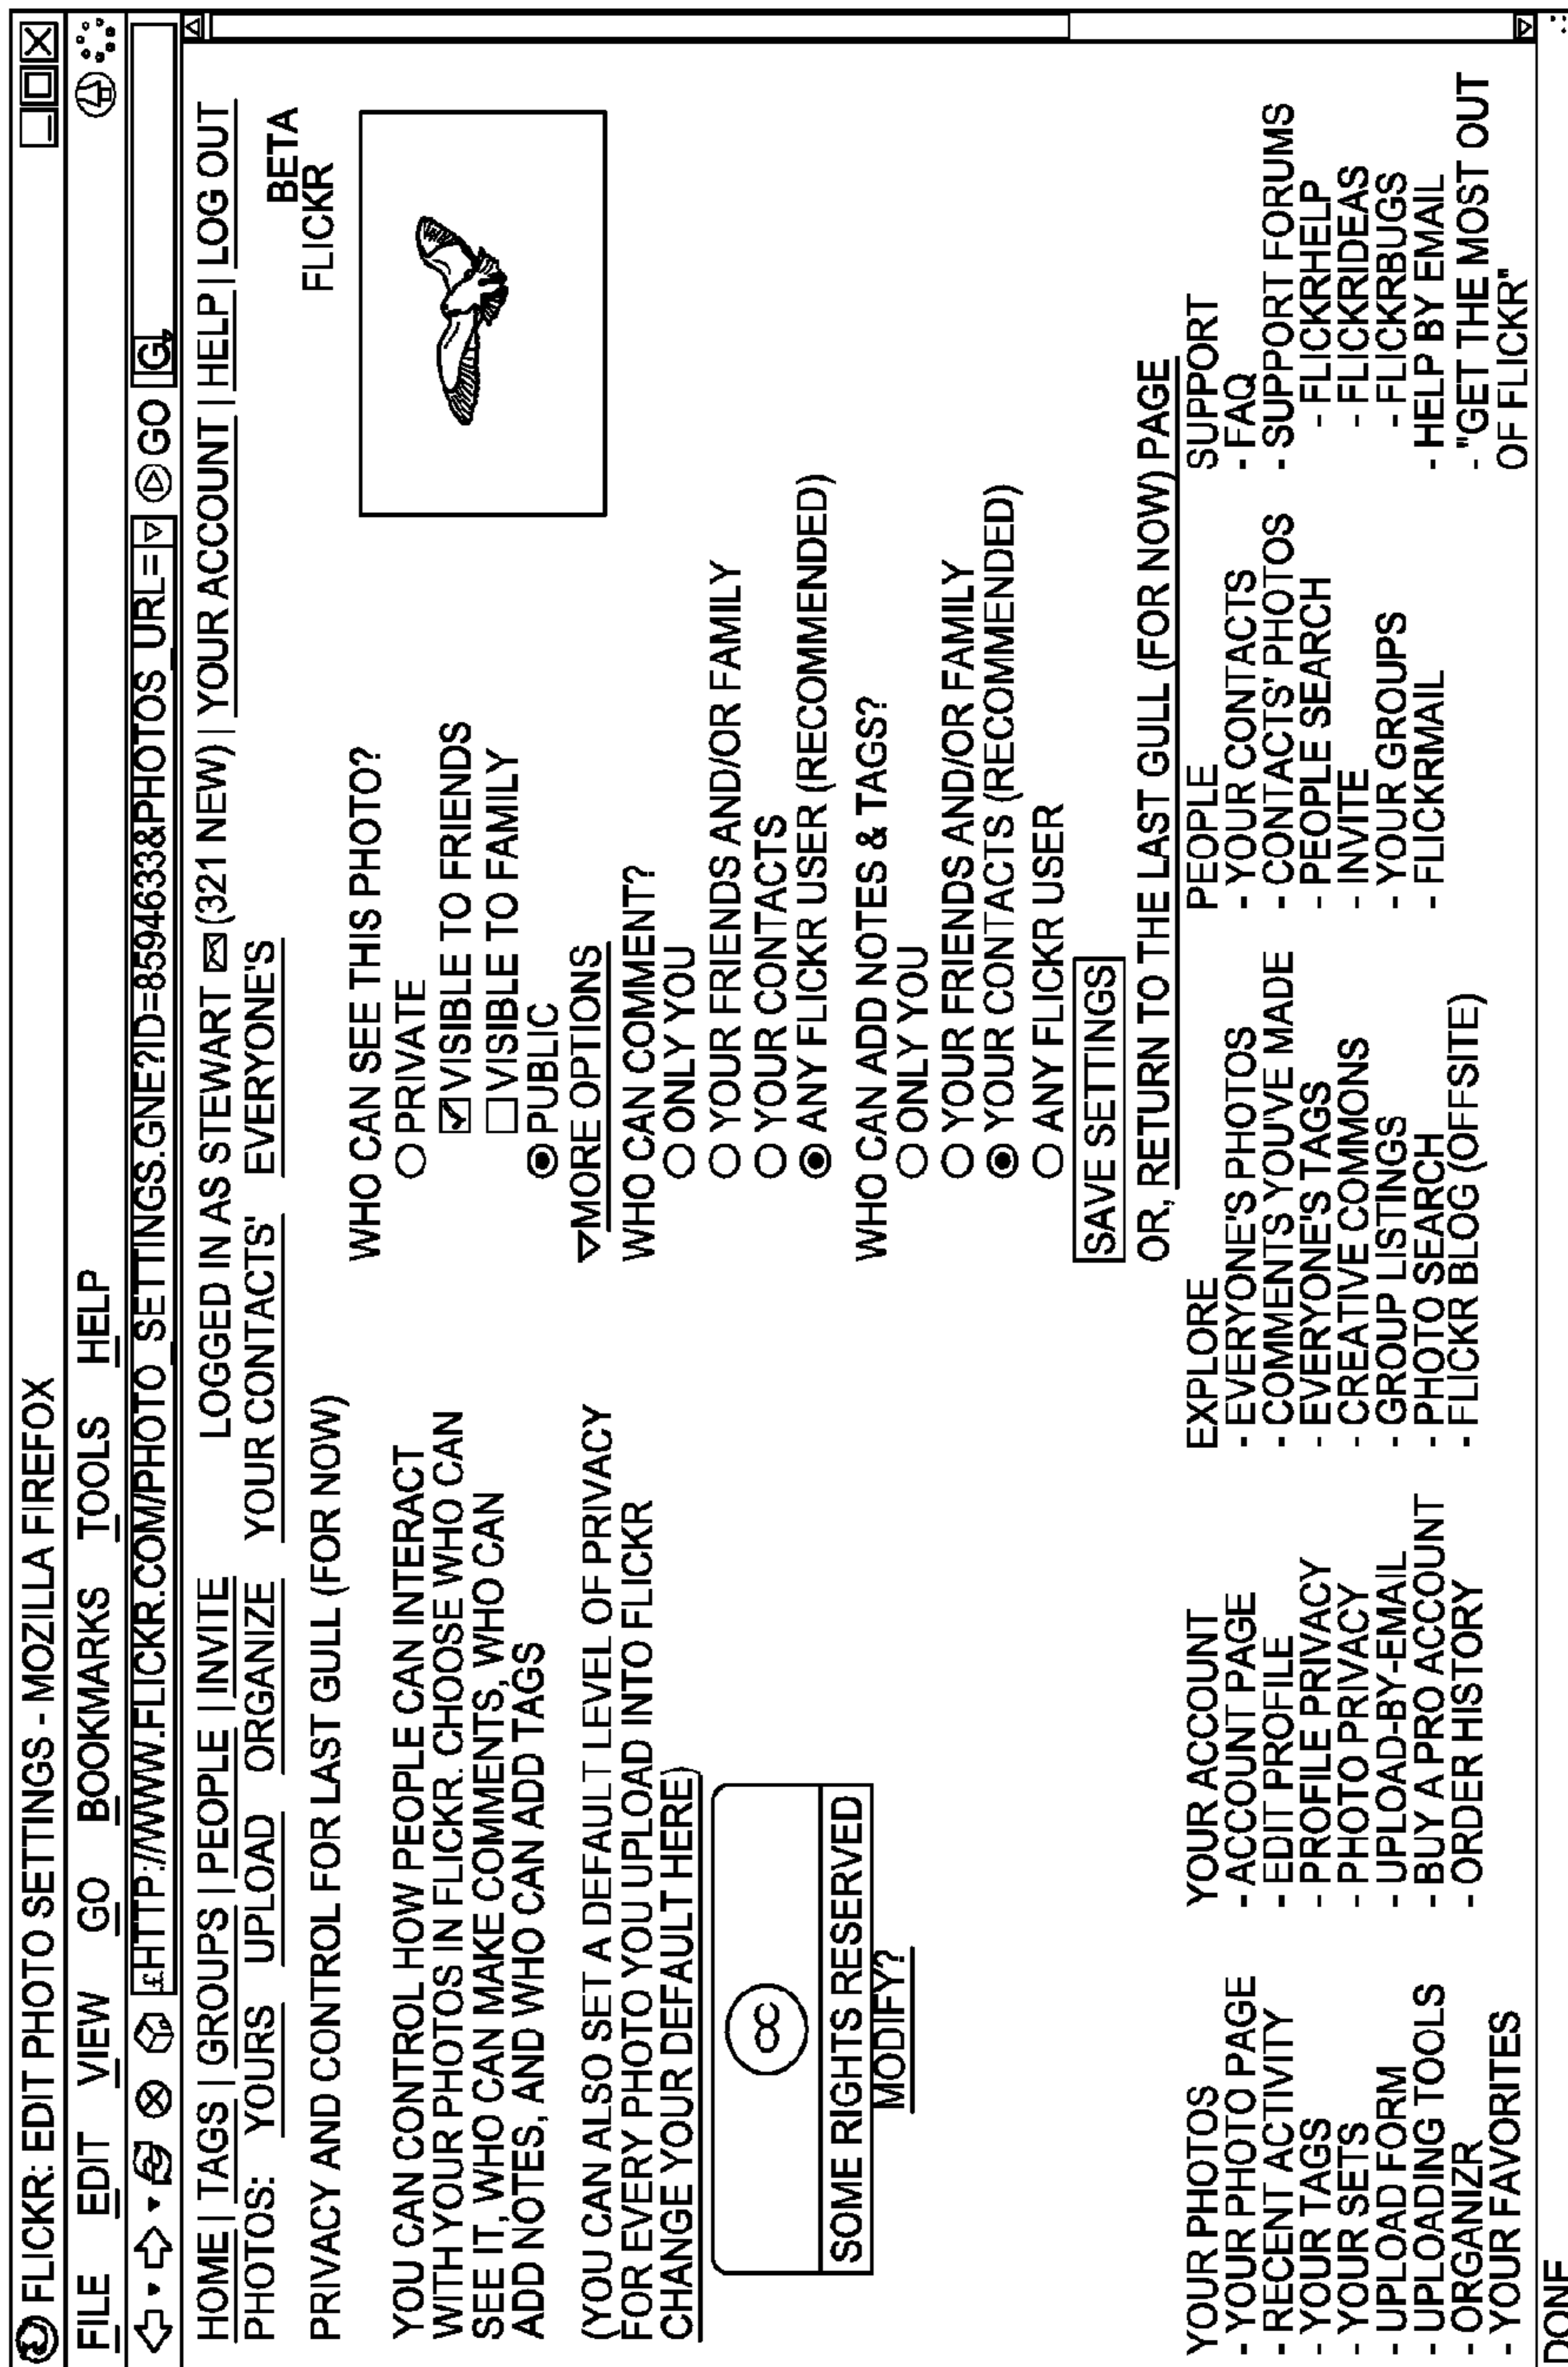 FLICKR: EDIT PHOTO SETTINGS - MOZILLA FIREFOX
FILE EDIT VIEW GO BOOKMARKS TOOLS HELP
HTTP://WWW.FLICKR.COM/PHOTO_SETTINGS.GNE?ID=8594633&PHOTOS_URL= GO G
HOME | TAGS | GROUPS | PEOPLE | INVITE LOGGED IN AS STEWART (321 NEW) | YOUR ACCOUNT | HELP | LOG OUT
PHOTOS: YOURS UPLOAD ORGANIZE YOUR CONTACTS' EVERYONE'S
BETA
FLICKR
PRIVACY AND CONTROL FOR LAST GULL (FOR NOW)
YOU CAN CONTROL HOW PEOPLE CAN INTERACT
WITH YOUR PHOTOS IN FLICKR. CHOOSE WHO CAN
SEE IT, WHO CAN MAKE COMMENTS, WHO CAN
ADD NOTES, AND WHO CAN ADD TAGS
(YOU CAN ALSO SET A DEFAULT LEVEL OF PRIVACY
FOR EVERY PHOTO YOU UPLOAD INTO FLICKR
CHANGE YOUR DEFAULT HERE)
CC
SOME RIGHTS RESERVED
MODIFY?
WHO CAN SEE THIS PHOTO?
PRIVATE
VISIBLE TO FRIENDS
VISIBLE TO FAMILY
PUBLIC
MORE OPTIONS
WHO CAN COMMENT?
ONLY YOU
YOUR FRIENDS AND/OR FAMILY
YOUR CONTACTS
ANY FLICKR USER (RECOMMENDED)
WHO CAN ADD NOTES & TAGS?
ONLY YOU
YOUR FRIENDS AND/OR FAMILY
YOUR CONTACTS (RECOMMENDED)
ANY FLICKR USER
SAVE SETTINGS
OR, RETURN TO THE LAST GULL (FOR NOW) PAGE
YOUR PHOTOS
- YOUR PHOTO PAGE
- RECENT ACTIVITY
- YOUR TAGS
- YOUR SETS
- UPLOAD FORM
- UPLOADING TOOLS
- ORGANIZR
- YOUR FAVORITES
YOUR ACCOUNT
- ACCOUNT PAGE
- EDIT PROFILE
- PROFILE PRIVACY
- PHOTO PRIVACY
- UPLOAD-BY-EMAIL
- BUY A PRO ACCOUNT
- ORDER HISTORY
EXPLORE
- EVERYONE'S PHOTOS
- COMMENTS YOU'VE MADE
- EVERYONE'S TAGS
- CREATIVE COMMONS
- GROUP LISTINGS
- PHOTO SEARCH
- FLICKR BLOG (OFFSITE)
PEOPLE
- YOUR CONTACTS
- CONTACTS' PHOTOS
- PEOPLE SEARCH
- INVITE
- YOUR GROUPS
- FLICKRMAIL
SUPPORT
- FAQ
- SUPPORT FORUMS
- FLICKRHELP
- FLICKRIDEAS
- FLICKRBUGS
- HELP BY EMAIL
- "GET THE MOST OUT
OF FLICKR"
DONE